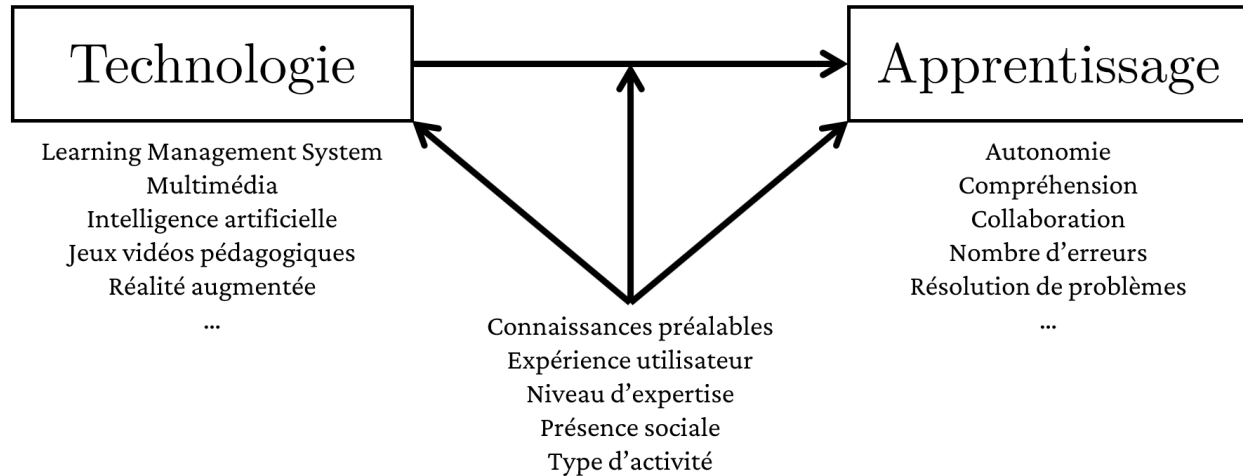 Technologie
Apprentissage
Learning Management System
Multimédia
Intelligence artificielle
Jeux vidéos pédagogiques
Réalité augmentée
...
Autonomie
Compréhension
Collaboration
Nombre d'erreurs
Résolution de problèmes
...
Connaissances préalables
Expérience utilisateur
Niveau d'expertise
Présence sociale
Type d'activité